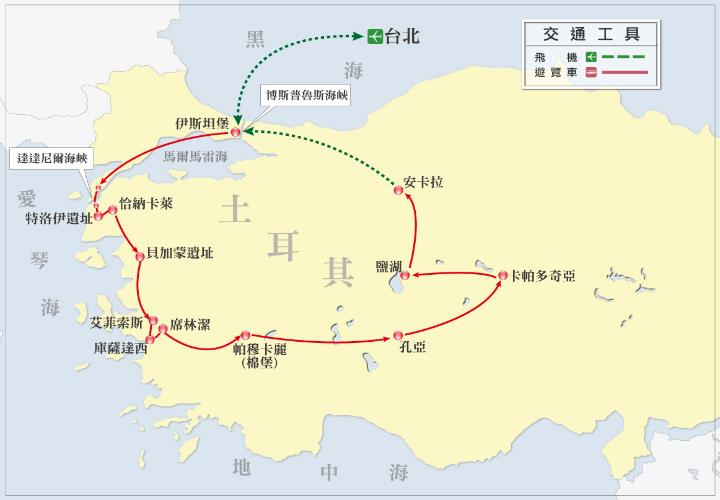 黑
海
台北
交通工具
飛機
遊覽車
博斯普魯斯海峽
伊斯坦堡
馬爾馬雷海
達達尼爾海峽
安卡拉
愛
琴
海
恰納卡萊
特洛伊遺址
土
耳
其
貝加蒙遺址
鹽湖
卡帕多奇亞
艾菲索斯
席林潔
庫薩達西
帕穆卡麗
(棉堡)
孔亞
地
中
海